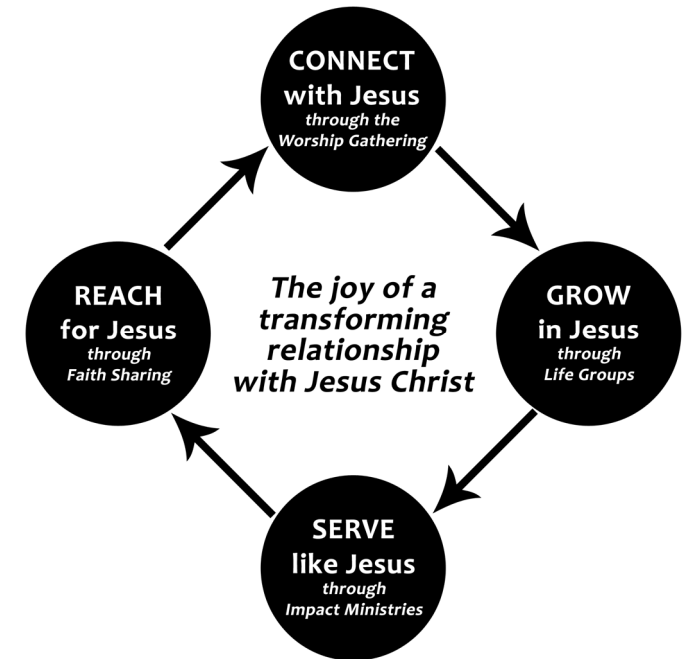 CONNECT
with Jesus
through the
Worship Gathering
GROW
in Jesus
through
Life Groups
SERVE
like Jesus
through
Impact Ministries
REACH
for Jesus
through
Faith Sharing
The joy of a
transforming
relationship
with Jesus Christ